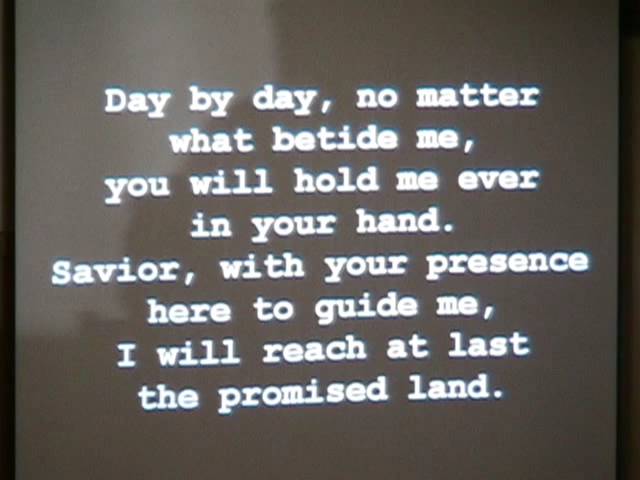 Day by day, no matter
what betide me,
you will hold me ever
in your hand.
Savior, with your presence
here to guide me,
I will reach at last
the promised land.